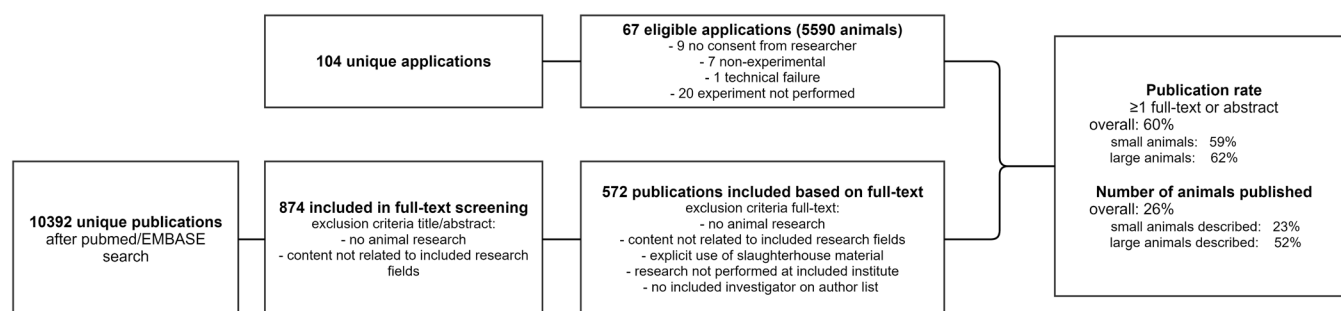 104 unique applications
67 eligible applications (5590 animals)
- 9 no consent from researcher
- 7 non-experimental
- 1 technical failure
- 20 experiment not performed
10392 unique publications
after pubmed/EMBASE
search
874 included in full-text screening
exclusion criteria title/abstract:
- no animal research
- content not related to included research
fields
572 publications included based on full-text
exclusion criteria full-text:
- no animal research
- content not related to included research fields
- explicit use of slaughterhouse material
- research not performed at included institute
- no included investigator on author list
Publication rate
≥1 full-text or abstract
overall: 60%
small animals: 59%
large animals: 62%
Number of animals published
overall: 26%
small animals described: 23%
large animals described: 52%